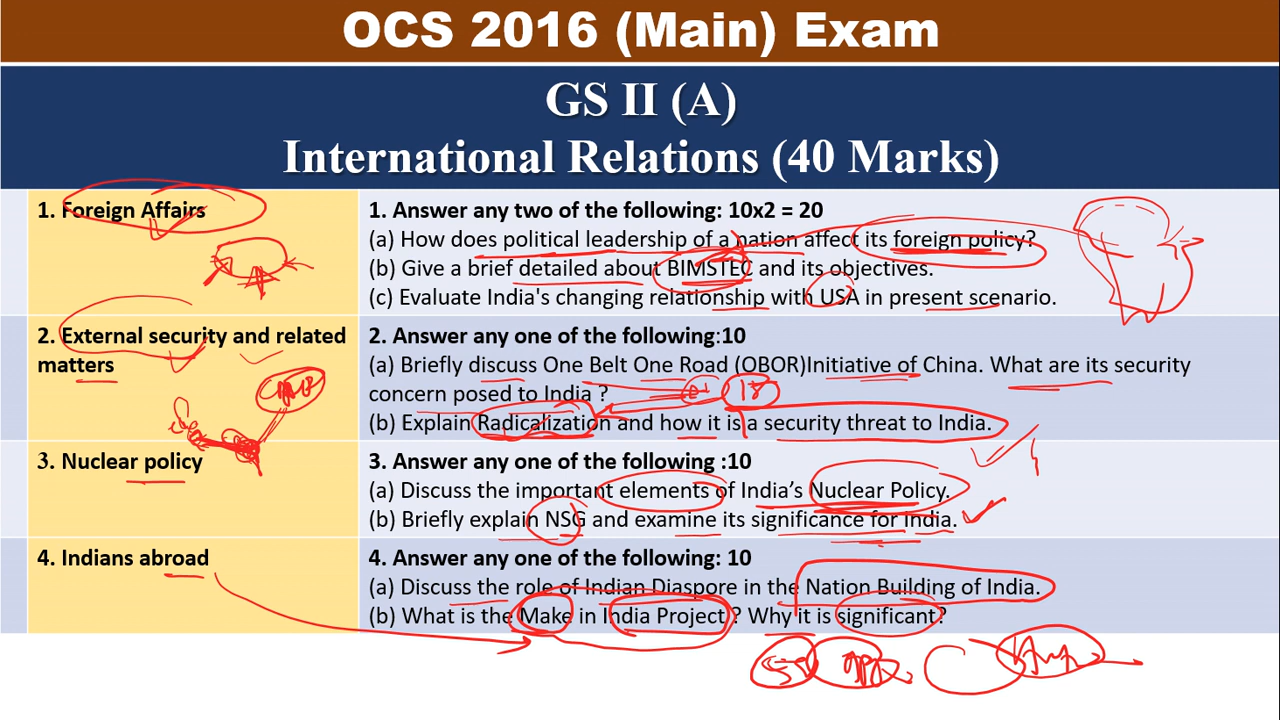 OCS 2016 (Main) Exam
GS II (A)
International Relations (40 Marks)
1. Foreign Affairs
1. Answer any two of the following: 10x2 = 20
(a) How does political leadership of a nation affect its foreign policy?
(b) Give a brief detailed about BIMSTEC and its objectives.
(c) Evaluate India's changing relationship with USA in present scenario.
2. External security and related
matters
2. Answer any one of the following:10
(a) Briefly discuss One Belt One Road (OBOR)Initiative of China. What are its security
concern posed to India ?
(b) Explain Radicalization and how it is a security threat to India.
3. Nuclear policy
3. Answer any one of the following :10
(a) Discuss the important elements of India’s Nuclear Policy.
(b) Briefly explain NSG and examine its significance for India.
4. Indians abroad
4. Answer any one of the following: 10
(a) Discuss the role of Indian Diaspore in the Nation Building of India.
(b) What is the Make in India Project ? Why it is significant?